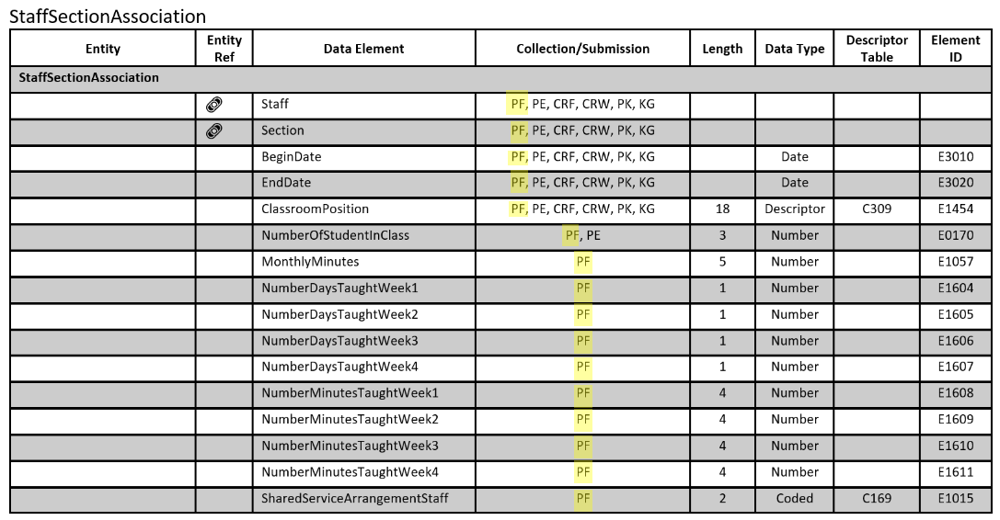 StaffSectionAssociation
Entity Entity Ref Data Element Collection/Submission Length Data Type Descriptor Table Element ID
StaffSectionAssociation
Staff PF, PE, CRF, CRW, PK, KG
Section PF, PE, CRF, CRW, PK, KG
BeginDate PF, PE, CRF, CRW, PK, KG Date E3010
EndDate PF, PE, CRF, CRW, PK, KG Date E3020
ClassroomPosition PF, PE, CRF, CRW, PK, KG 18 Descriptor C309 E1454
NumberOfStudentInClass PF, PE 3 Number E0170
MonthlyMinutes PF 5 Number E1057
NumberDaysTaughtWeek1 PF 1 Number E1604
NumberDaysTaughtWeek2 PF 1 Number E1605
NumberDaysTaughtWeek3 PF 1 Number E1606
NumberDaysTaughtWeek4 PF 1 Number E1607
NumberMinutesTaughtWeek1 PF 4 Number E1608
NumberMinutesTaughtWeek2 PF 4 Number E1609
NumberMinutesTaughtWeek3 PF 4 Number E1610
NumberMinutesTaughtWeek4 PF 4 Number E1611
SharedServiceArrangementStaff PF 2 Coded C169 E1015